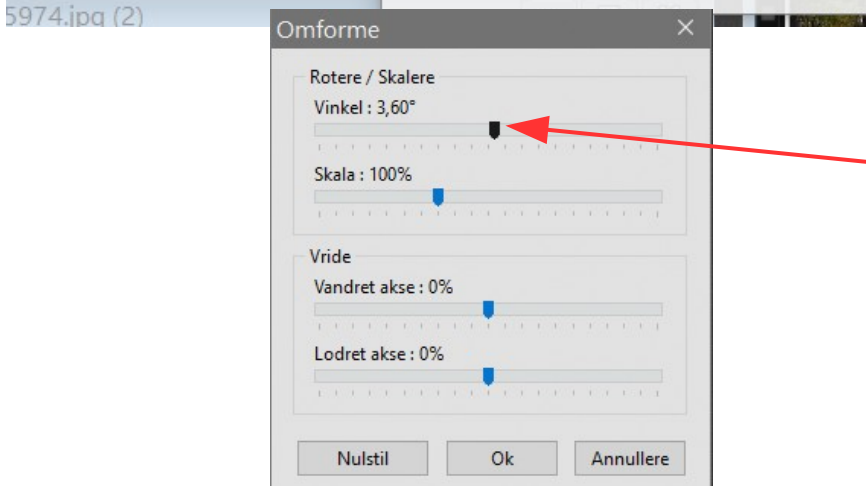 5974.jpg (2)
Omforme
Rotere / Skalere
Vinkel : 3,60°
Skala : 100%
Vride
Vandret akse : 0%
Lodret akse : 0%
Nulstil
Ok
Annullere